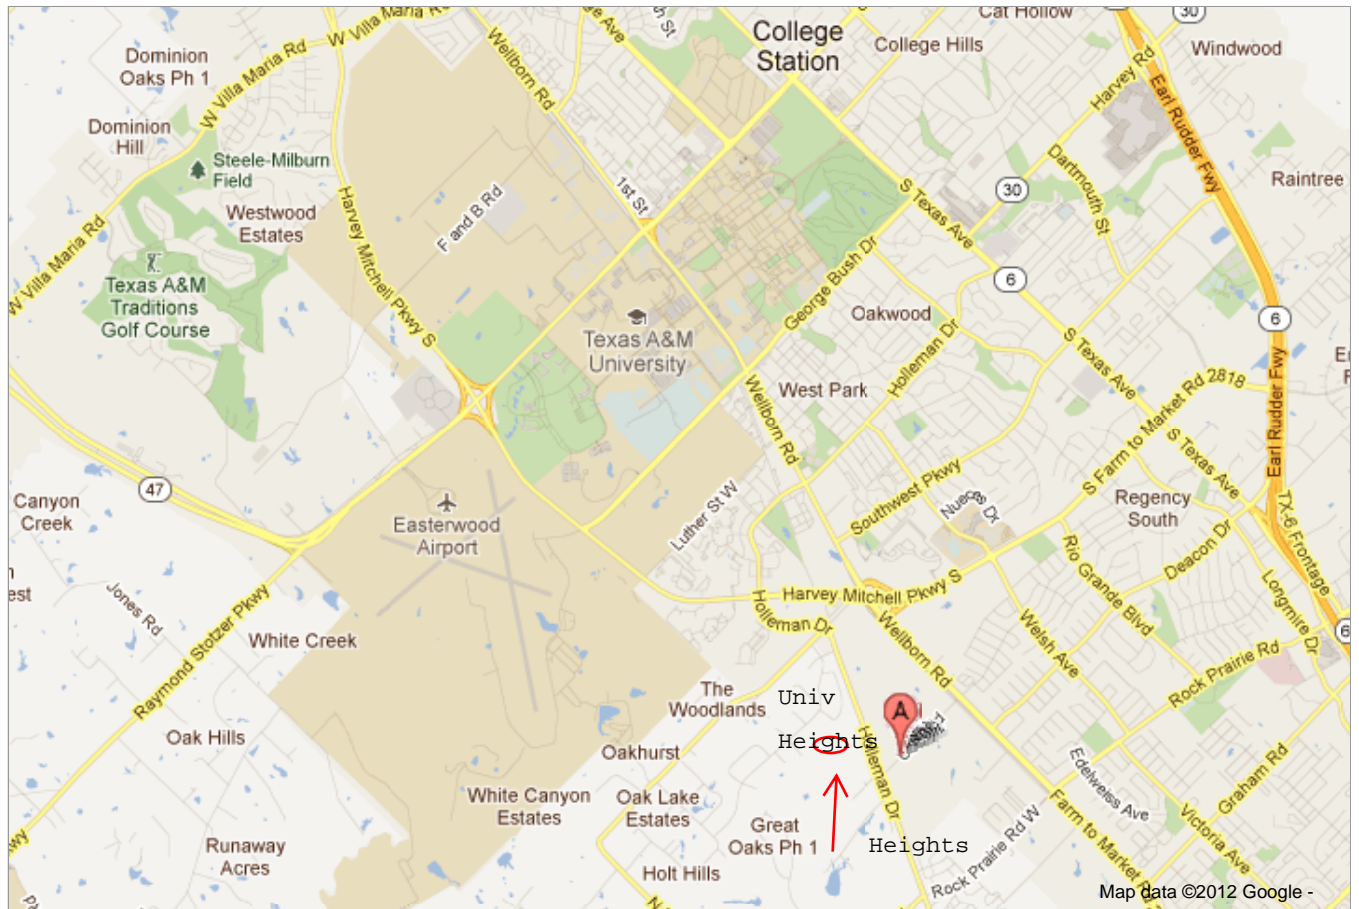 W Villa Maria Rd
College
Station
Cat Hollow
30
College Hills
Windwood
Dominion
Oaks Ph 1
W Villa Maria Rd
Wellborn Rd
Harvey Rd
Earl Rudder Fwy
Dominion
Hill
Steele-Milburn
Field
Westwood
Estates
Harvey Mitchell Pkwy S
F and B Rd
1st St
S Texas Ave
30
Dartmouth St
Raintree
W Villa Maria Rd
Texas A&M
Traditions
Golf Course
Texas A&M
University
George Bush Dr
6
Oakwood
Holleman Dr
S Texas Ave
6
West Park
Wellborn Rd
S Farm to Market Rd 2818
S Texas Ave
Earl Rudder Fwy
47
Canyon
Creek
Easterwood
Airport
Luther St W
Southwest Pkwy
Nueces Dr
Regency
South
Deacon Dr
TX-6 Frontage
est
Jones Rd
Raymond Stotzer Pkwy
White Creek
Harvey Mitchell Pkwy S
Holleman Dr
Rio Grande Blvd
Longmire Dr
6
Wellborn Rd
Welsh Ave
Rock Prairie Rd
The
Woodlands
Univ
Heights
A
Oak Hills
Oakhurst
Holleman Dr
Edelweiss Ave
Graham Rd
White Canyon
Estates
Oak Lake
Estates
Great
Oaks Ph 1
Heights
Farm to Market
Victoria Ave
Runaway
Acres
Holt Hills
Rock Prairie Rd W
Map data ©2012 Google -